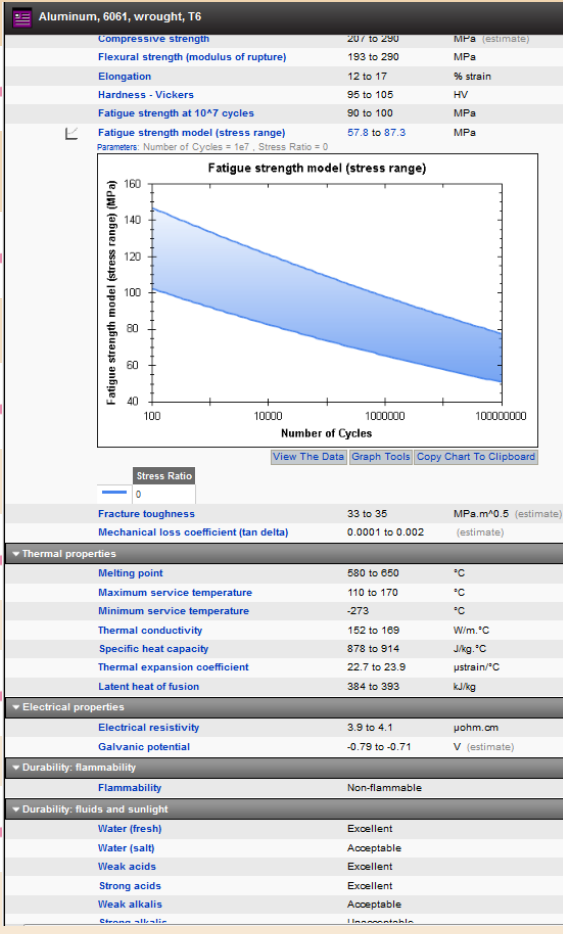 Aluminum, 6061, wrought, T6
Compressive strength 207 to 290 MPa (estimate)
Flexural strength (modulus of rupture) 193 to 290 MPa
Elongation 12 to 17 % strain
Hardness - Vickers 95 to 105 HV
Fatigue strength at 10^7 cycles 90 to 100 MPa
Fatigue strength model (stress range) 57.8 to 87.3 MPa
Parameters: Number of Cycles = 1e7 , Stress Ratio = 0
Fatigue strength model (stress range)
Fatigue strength model (stress range) (MPa)
160
140
120
100
80
60
40
100 10000 1000000 100000000
Number of Cycles
View The Data Graph Tools Copy Chart To Clipboard
Stress Ratio
0
Fracture toughness 33 to 35 MPa.m^0.5 (estimate)
Mechanical loss coefficient (tan delta) 0.0001 to 0.002 (estimate)
Thermal properties
Melting point 580 to 650 °C
Maximum service temperature 110 to 170 °C
Minimum service temperature -273 °C
Thermal conductivity 152 to 169 W/m.°C
Specific heat capacity 878 to 914 J/kg.°C
Thermal expansion coefficient 22.7 to 23.9 µstrain/°C
Latent heat of fusion 384 to 393 kJ/kg
Electrical properties
Electrical resistivity 3.9 to 4.1 µohm.cm
Galvanic potential -0.79 to -0.71 V (estimate)
Durability: flammability
Flammability Non-flammable
Durability: fluids and sunlight
Water (fresh) Excellent
Water (salt) Acceptable
Weak acids Excellent
Strong acids Excellent
Weak alkalis Acceptable
Strong alkalis Unacceptable